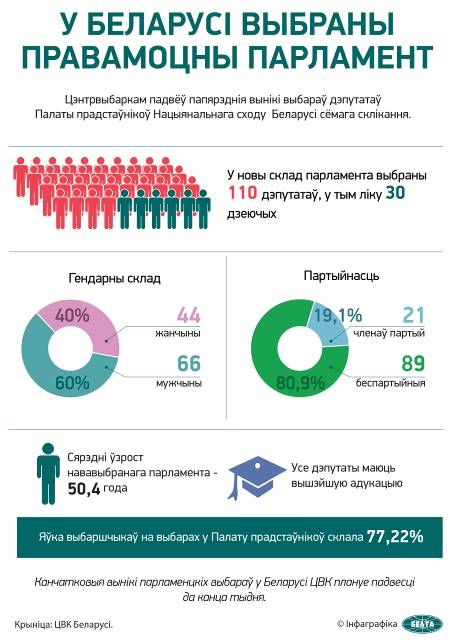 У БЕЛАРУСІ ВЫБРАНЫ
ПРАВАМОЦНЫ ПАРЛАМЕНТ
Цэнтрвыбаркам падвёў папярэднія вынікі выбараў дэпутатаў
Палаты прадстаўнікоў Нацыянальнага сходу Беларусі сёмага склікання.
У новы склад парламента выбраны
110 дэпутатаў, у тым ліку 30
дзеючых
Гендарны склад
40%
44
жанчыны
66
мужчыны
60%
Партыйнасць
19,1%
21
членаў партый
89
беспартыйныя
80,9%
Сярэдні ўзрост
нававыбранага парламента -
50,4 года
Усе дэпутаты маюць
вышэйшую адукацыю
Яўка выбаршчыкаў на выбарах у Палату прадстаўнікоў склала 77,22%
Канчатковыя вынікі парламенцкіх выбараў у Беларусі ЦВК плануе падвесці
да канца тыдня.
Крыніца: ЦВК Беларусі.
© Інфаграфіка БЕЛТА